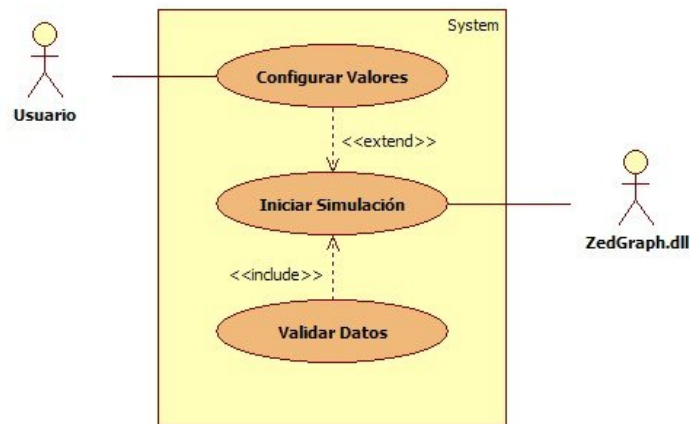 System
Configurar Valores
Usuario
<<extend>>
Iniciar Simulación
ZedGraph.dll
<<include>>
Validar Datos